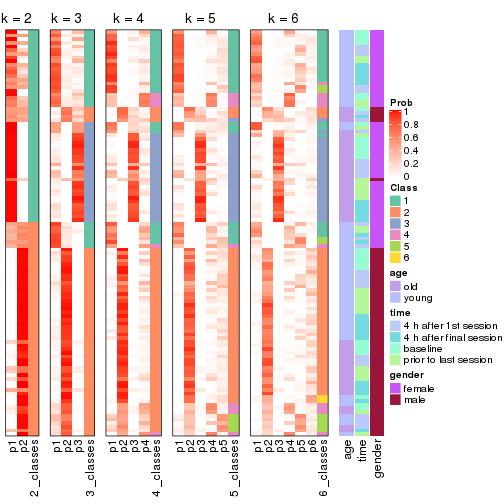 k = 2 k = 3 k = 4 k = 5 k = 6
Prob
1
0.8
0.6
0.4
0.2
0
Class
1
2
3
4
5
6
age
old
young
time
4 h after 1st session
4 h after final session
baseline
prior to last session
gender
female
male
p1 p2 2_classes p1 p2 p3 3_classes p1 p2 p3 p4 4_classes p1 p2 p3 p4 p5 5_classes p1 p2 p3 p4 p5 p6 6_classes age time gender